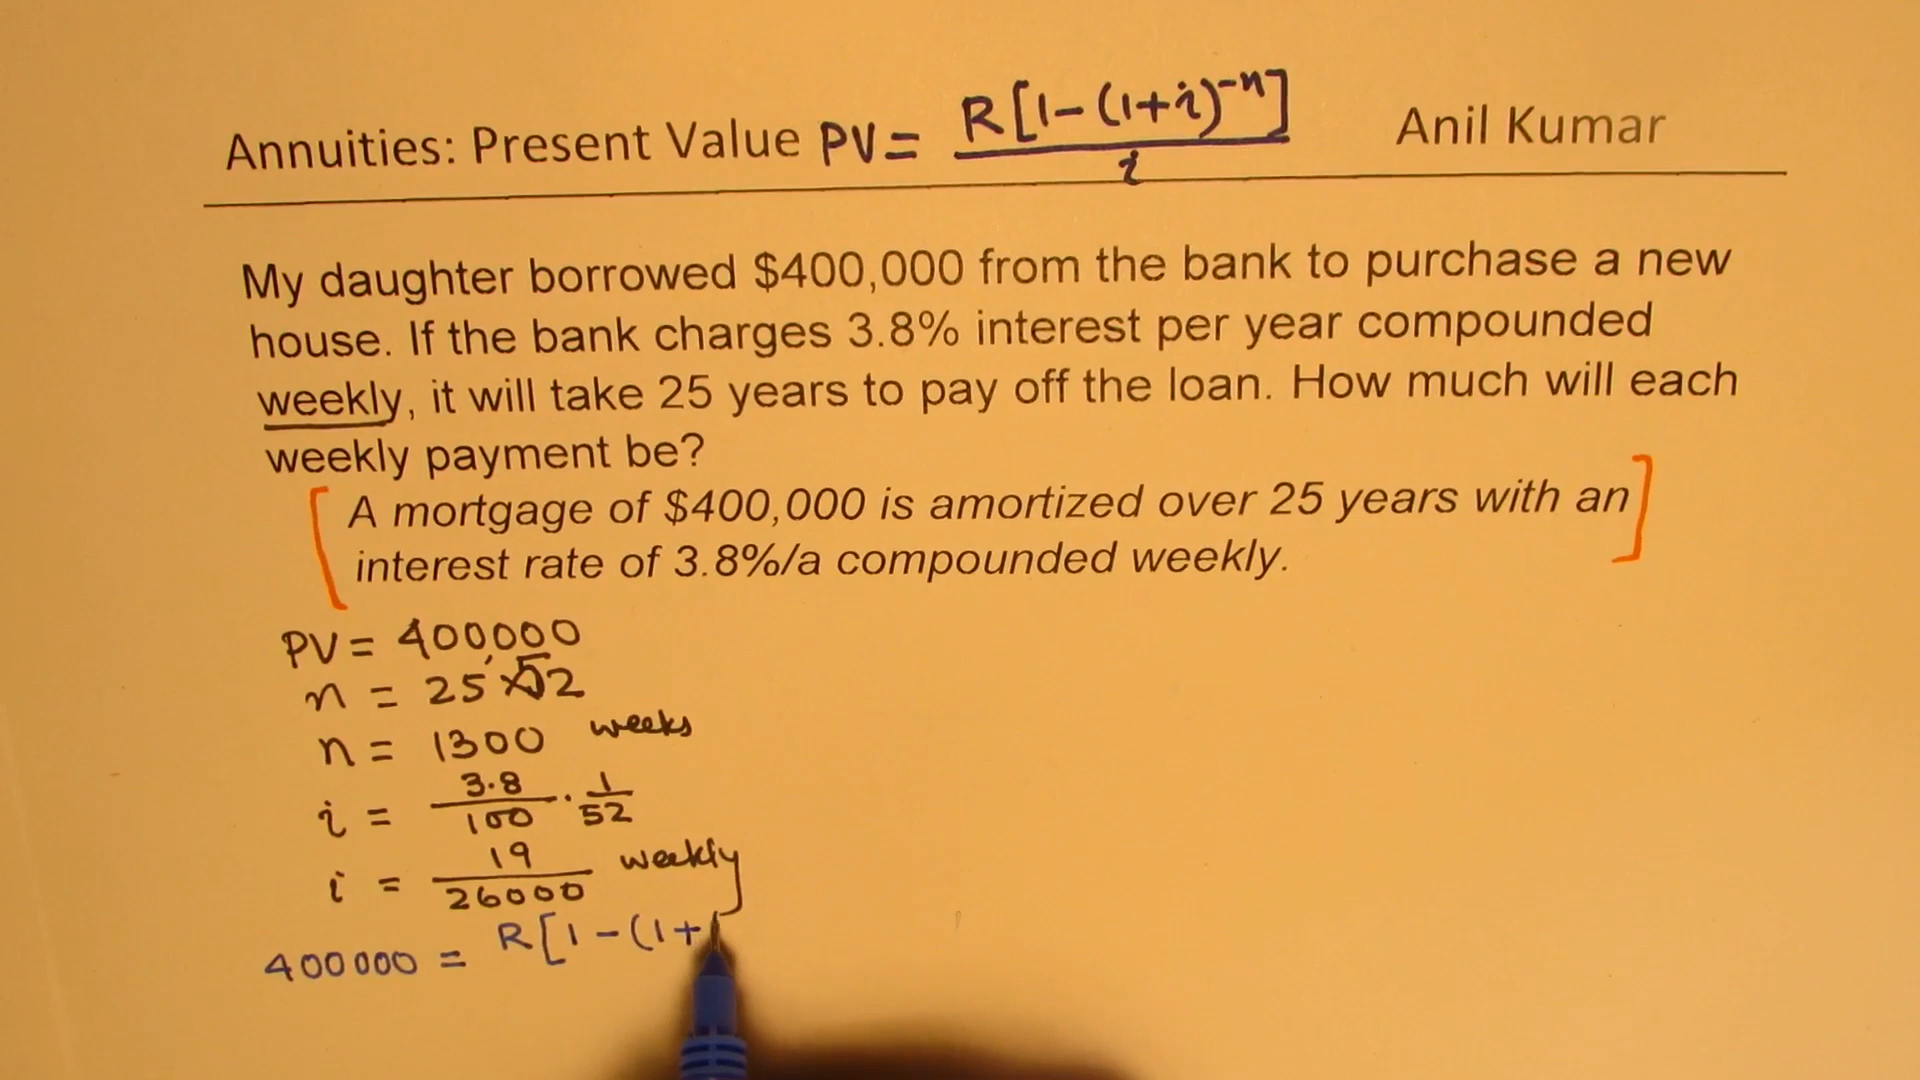 Annuities: Present Value PV = R[1-(1+i)^-n] / i Anil Kumar
My daughter borrowed $400,000 from the bank to purchase a new
house. If the bank charges 3.8% interest per year compounded
weekly, it will take 25 years to pay off the loan. How much will each
weekly payment be?
[A mortgage of $400,000 is amortized over 25 years with an
interest rate of 3.8%/a compounded weekly.]
PV = 400,000
n = 25 × 52
n = 1300 weeks
i = 3.8/100 · 1/52
i = 19/26000 weekly
400000 = R[1-(1+